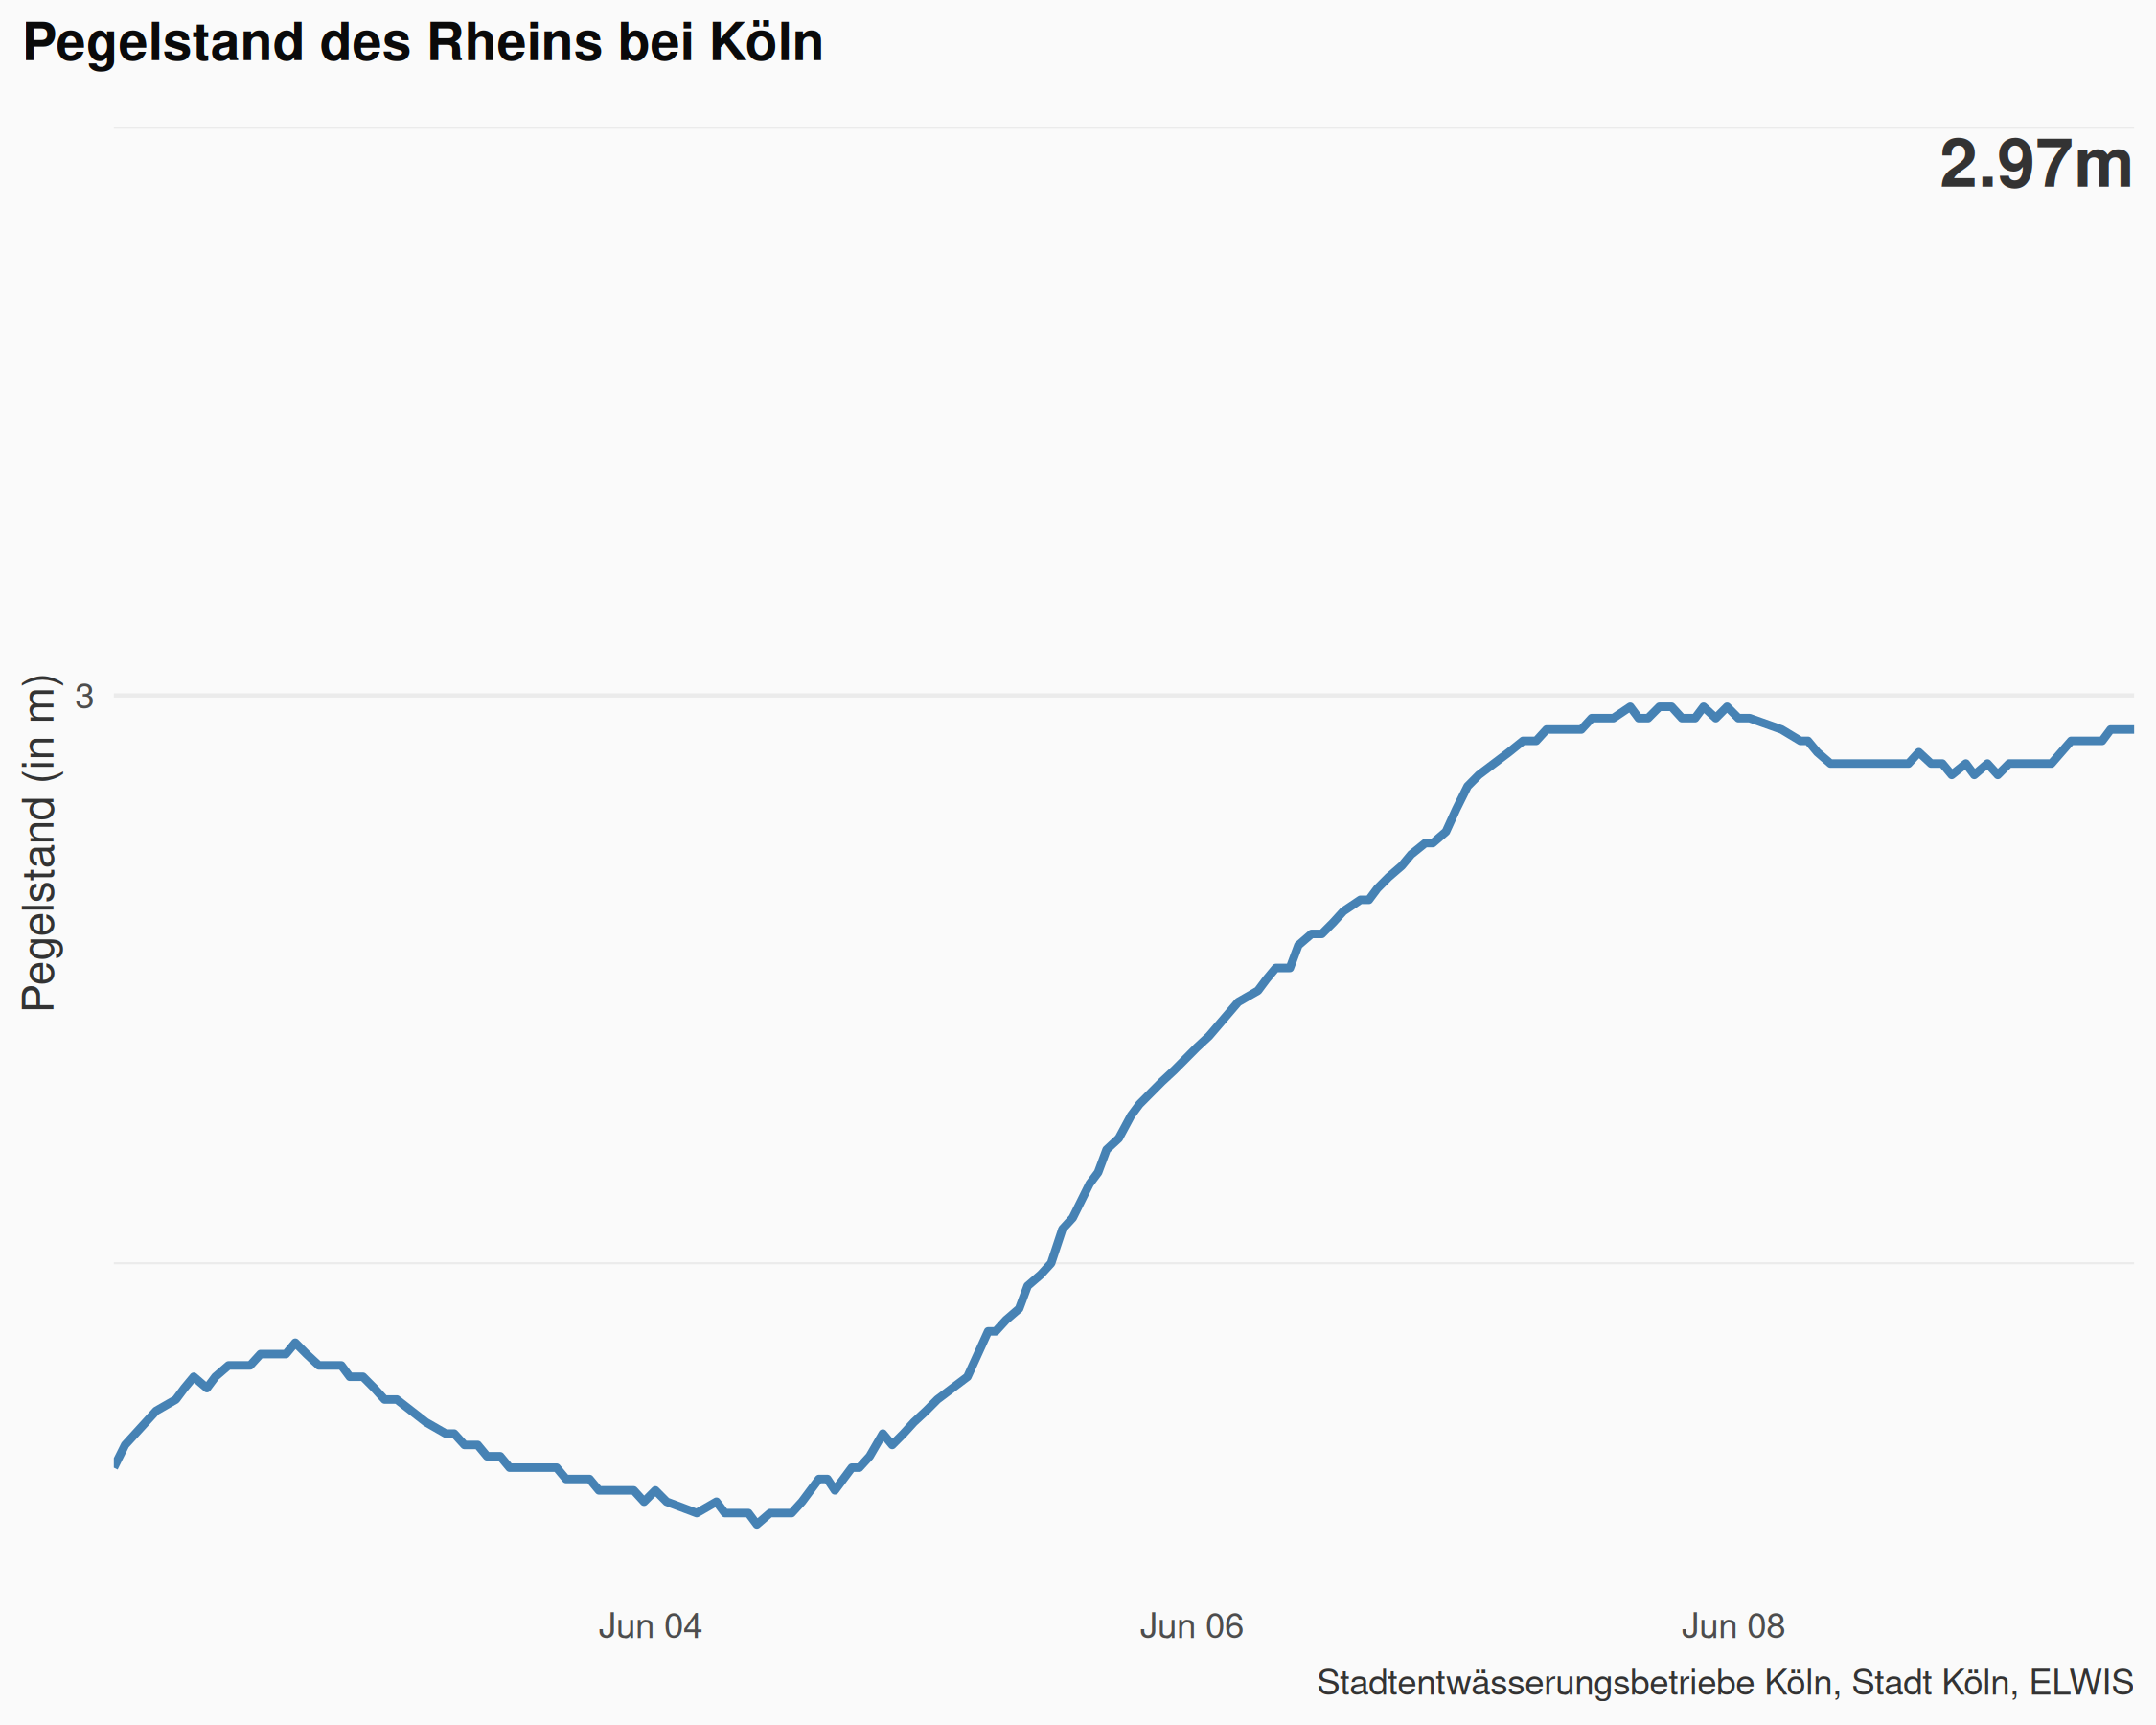 Pegelstand des Rheins bei Köln
2.97m
Pegelstand (in m)
3
Jun 04
Jun 06
Jun 08
Stadtentwässerungsbetriebe Köln, Stadt Köln, ELWIS